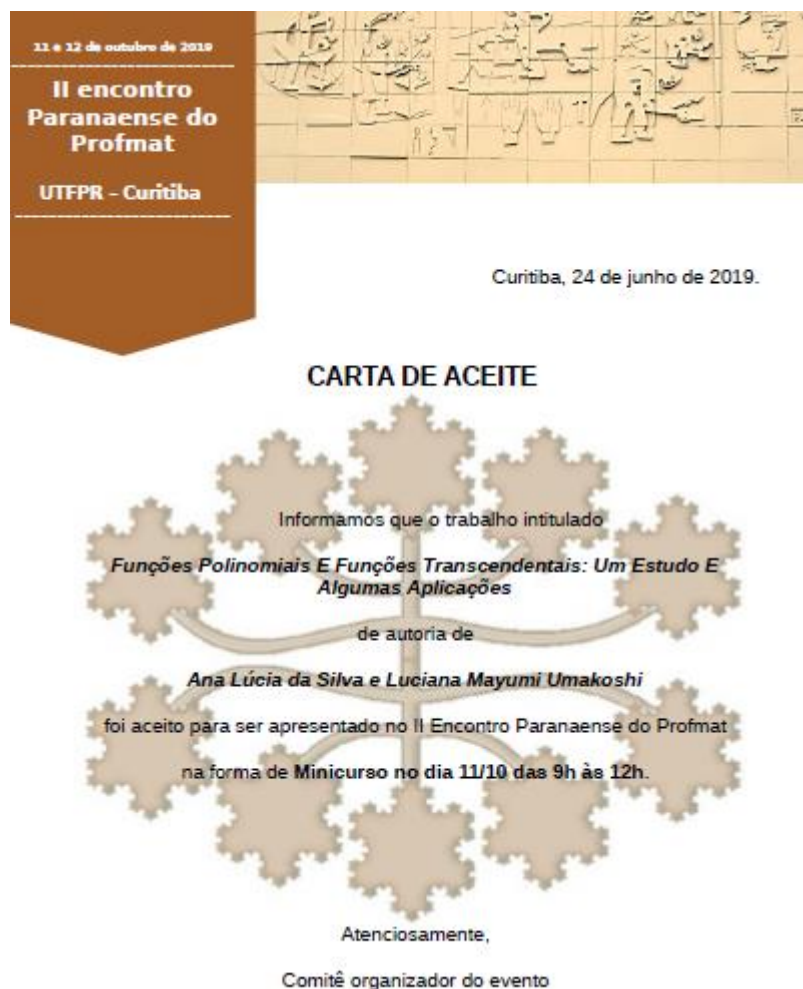 11 e 12 de outubro de 2019
II encontro
Paranaense do
Profmat
UTFPR – Curitiba
Curitiba, 24 de junho de 2019.
CARTA DE ACEITE
Informamos que o trabalho intitulado
Funções Polinomiais E Funções Transcendentais: Um Estudo E
Algumas Aplicações
de autoria de
Ana Lúcia da Silva e Luciana Mayumi Umakoshi
foi aceito para ser apresentado no II Encontro Paranaense do Profmat
na forma de Minicurso no dia 11/10 das 9h às 12h.
Atenciosamente,
Comitê organizador do evento